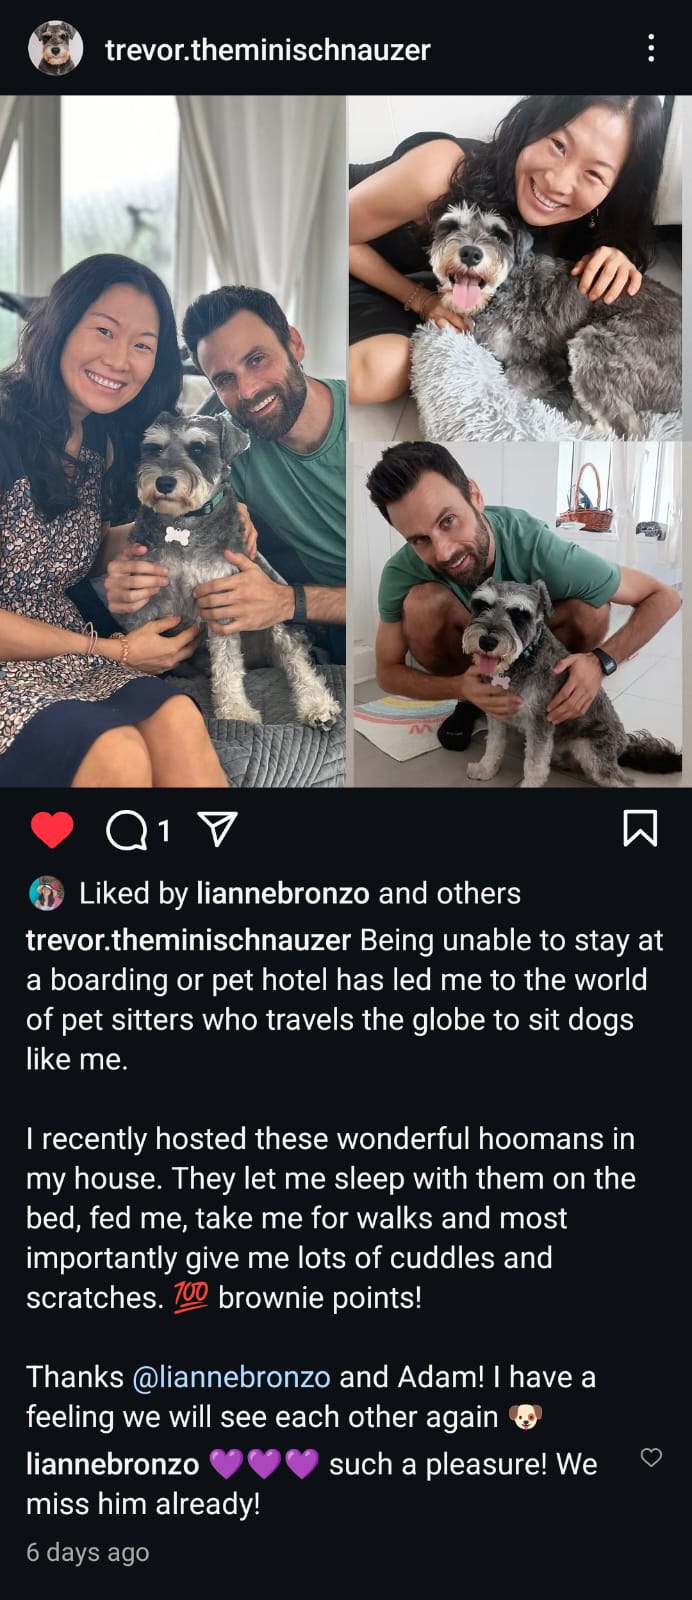 trevor.theminischnauzer
1
Liked by liannebronzo and others
trevor.theminischnauzer Being unable to stay at
a boarding or pet hotel has led me to the world
of pet sitters who travels the globe to sit dogs
like me.
I recently hosted these wonderful hoomans in
my house. They let me sleep with them on the
bed, fed me, take me for walks and most
importantly give me lots of cuddles and
scratches. 💯 brownie points!
Thanks @liannebronzo and Adam! I have a
feeling we will see each other again 🐶
liannebronzo 💜💜💜 such a pleasure! We
miss him already!
6 days ago